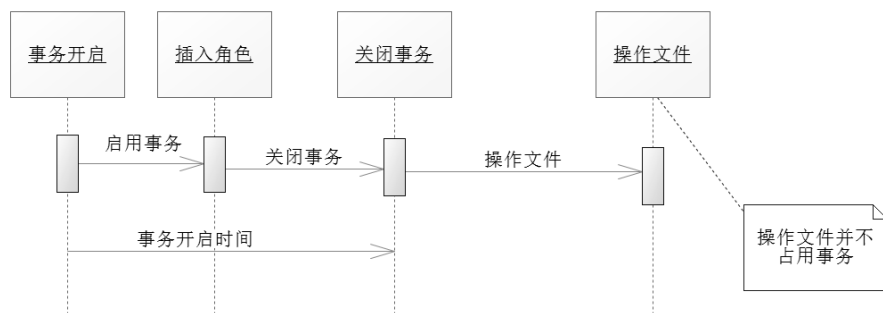 事务开启
插入角色
关闭事务
操作文件
启用事务
关闭事务
操作文件
事务开启时间
操作文件并不
占用事务